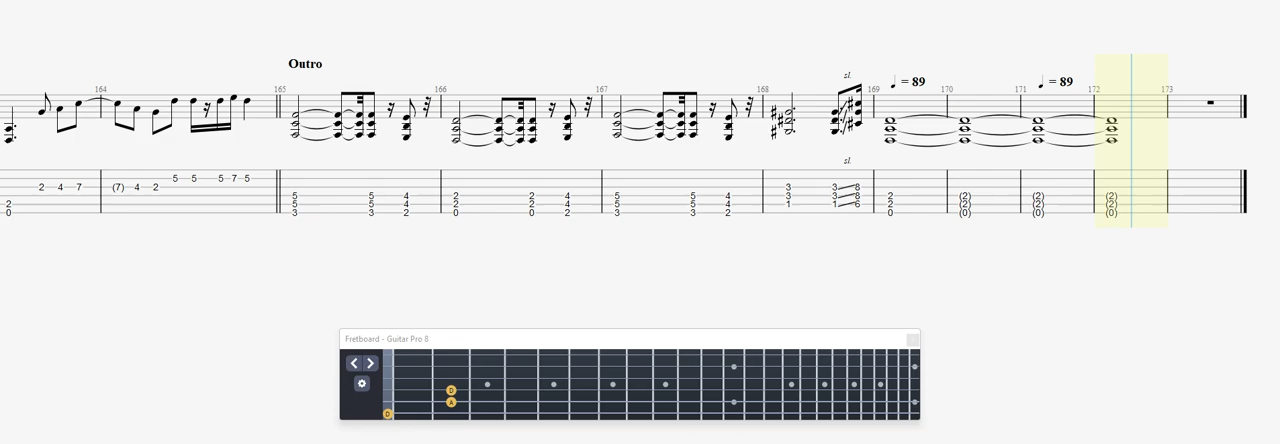 Outro
sl.
= 89
= 89
164
165
166
167
168
169
170
171
172
173
sl.
5 5 5 7 5
2 4 7 (7) 4 2 3 3 8
5 5 4 2 2 4 5 5 4 3 3 8 2 (2) (2) (2)
2 5 5 4 2 2 4 5 5 4 1 1 6 2 (2) (2) (2)
0 3 3 2 0 0 2 3 3 2 0 (0) (0) (0)
Fretboard - Guitar Pro 8
D
A
D